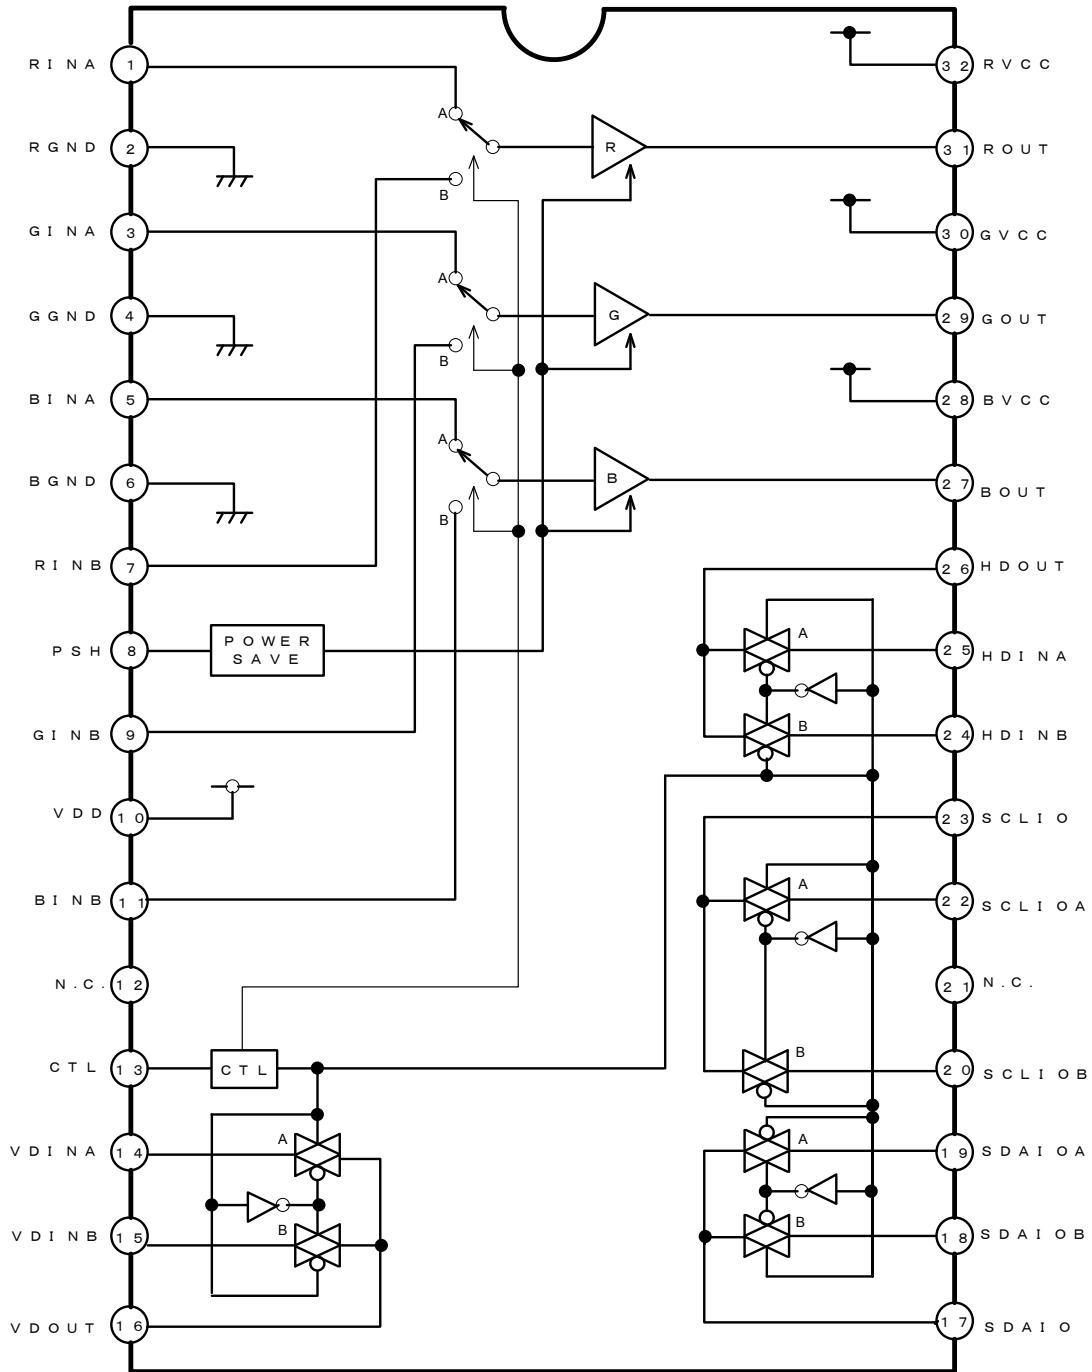 RINA 1
RGND 2
GINA 3
GGND 4
BINA 5
BGND 6
RINB 7
PSH 8
GINB 9
VDD 10
BINB 11
N.C. 12
CTL 13
VDINA 14
VDINB 15
VDOUT 16
A
B
R
A
B
G
A
B
B
POWER
SAVE
CTL
A
B
A
B
A
B
A
B
32 RVCC
31 ROUT
30 GVCC
29 GOUT
28 BVCC
27 BOUT
26 HDOUT
25 HDINA
24 HDINB
23 SCLIO
22 SCLIOA
21 N.C.
20 SCLIOB
19 SDAIOA
18 SDAIOB
17 SDAIO